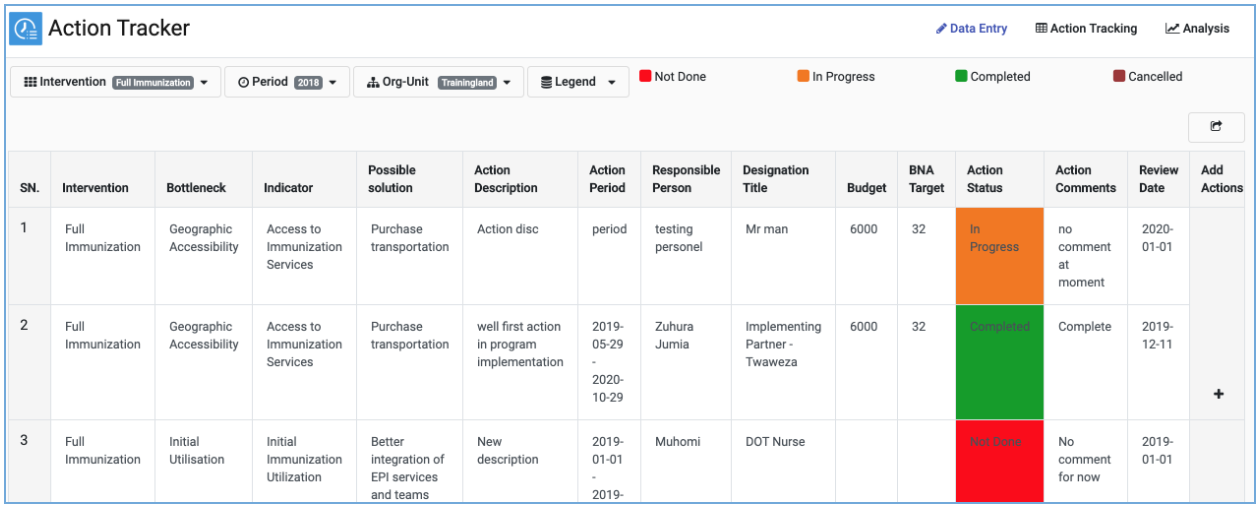 Action Tracker
Data Entry
Action Tracking
Analysis
Intervention Full Immunization
Period 2018
Org-Unit Trainingland
Legend
Not Done
In Progress
Completed
Cancelled
SN.
Intervention
Bottleneck
Indicator
Possible
solution
Action
Description
Action
Period
Responsible
Person
Designation
Title
Budget
BNA
Target
Action
Status
Action
Comments
Review
Date
Add
Actions
1
Full
Immunization
Geographic
Accessibility
Access to
Immunization
Services
Purchase
transportation
Action disc
period
testing
personel
Mr man
6000
32
In
Progress
no
comment
at
moment
2020-
01-01
2
Full
Immunization
Geographic
Accessibility
Access to
Immunization
Services
Purchase
transportation
well first action
in program
implementation
2019-
05-29
-
2020-
10-29
Zuhura
Jumia
Implementing
Partner -
Twaweza
6000
32
Completed
Complete
2019-
12-11
+
3
Full
Immunization
Initial
Utilisation
Initial
Immunization
Utilization
Better
integration of
EPI services
and teams
New
description
2019-
01-01
-
2019-
Muhomi
DOT Nurse
Not Done
No
comment
for now
2019-
01-01